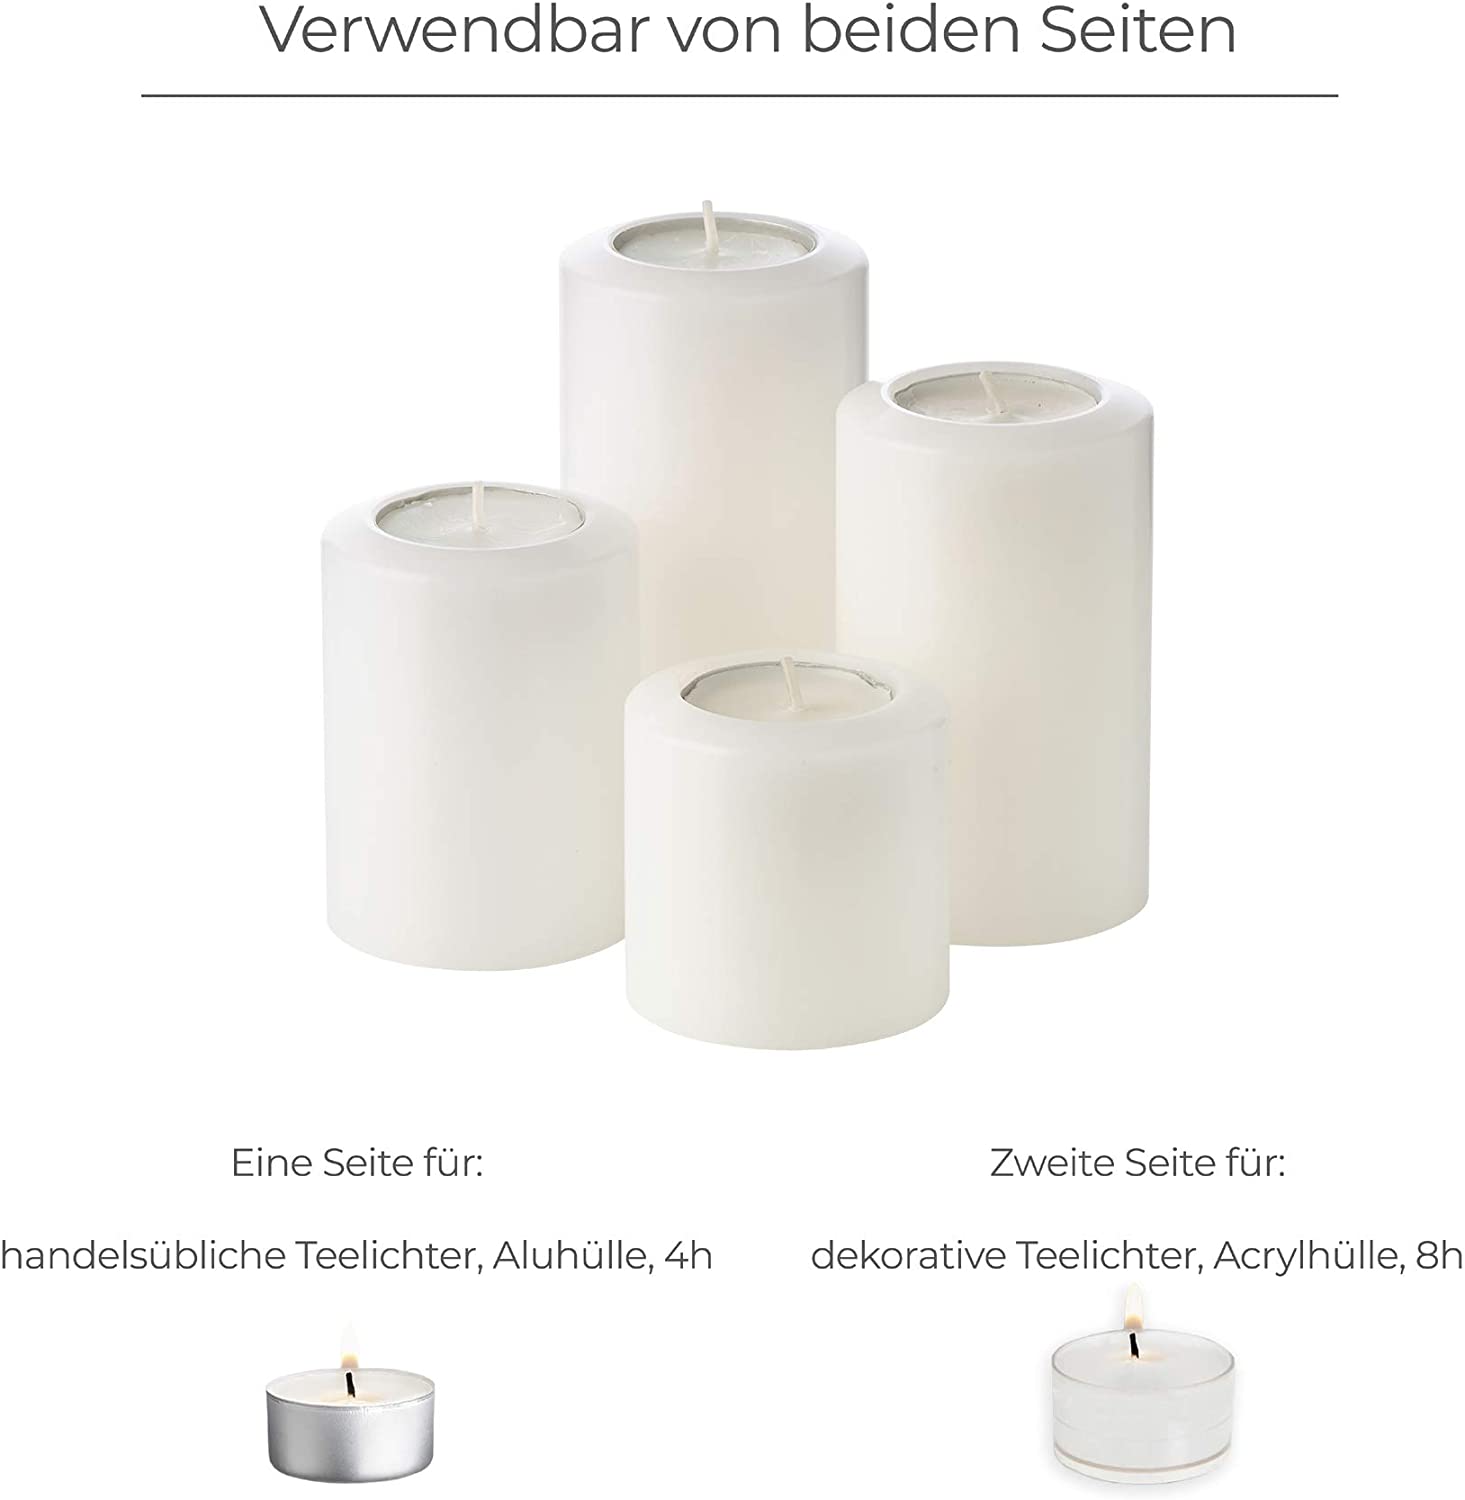 Verwendbar von beiden Seiten
Eine Seite für:
handelsübliche Teelichter, Aluhülle, 4h
Zweite Seite für:
dekorative Teelichter, Acrylhülle, 8h